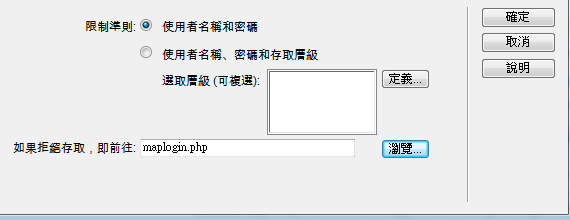 限制準則: 使用者名稱和密碼
使用者名稱、密碼和存取層級
選取層級 (可複選):
定義...
如果拒絕存取，即前往: maplogin.php
瀏覽...
確定
取消
說明